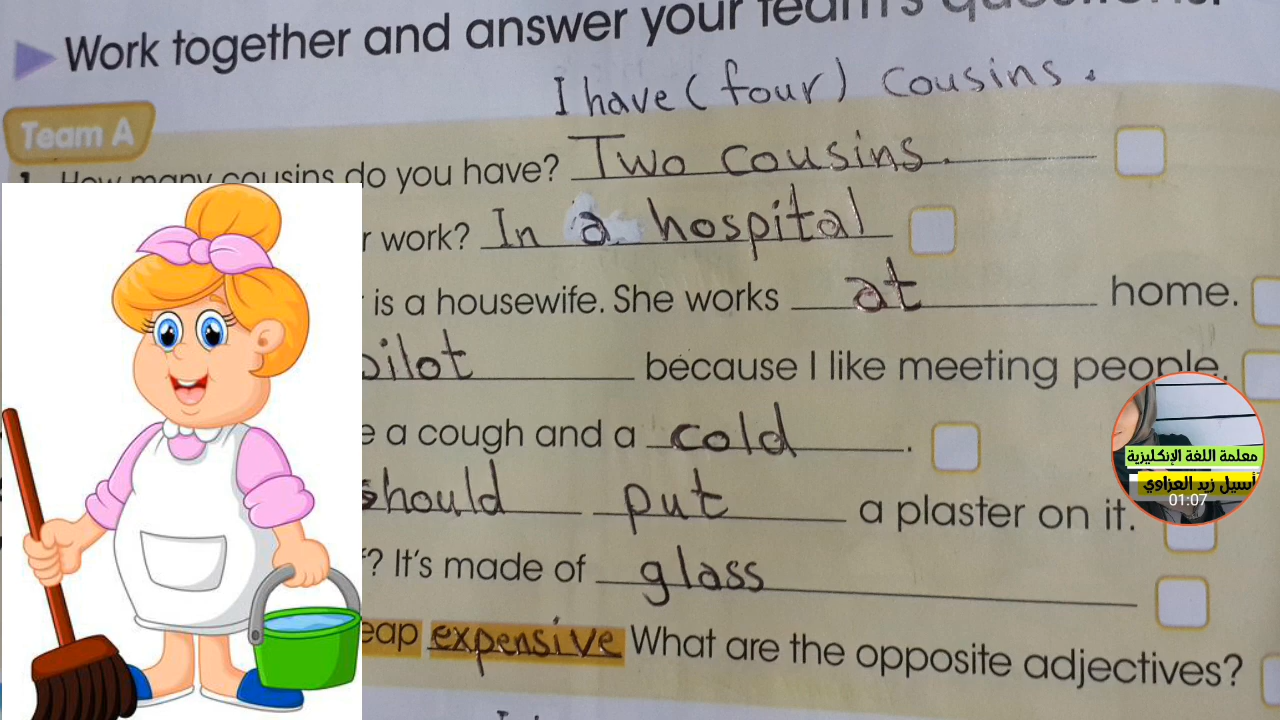 Work together and answer your team's questions.
I have (four) cousins.
Team A
1. How many cousins do you have? Two cousins.
r work? In a hospital
is a housewife. She works at home.
pilot because I like meeting people.
e a cough and a cold.
should put a plaster on it.
? It's made of glass
eap expensive What are the opposite adjectives?
معلمة اللغة الإنكليزية
أسيل زيد العزاوي
01:07